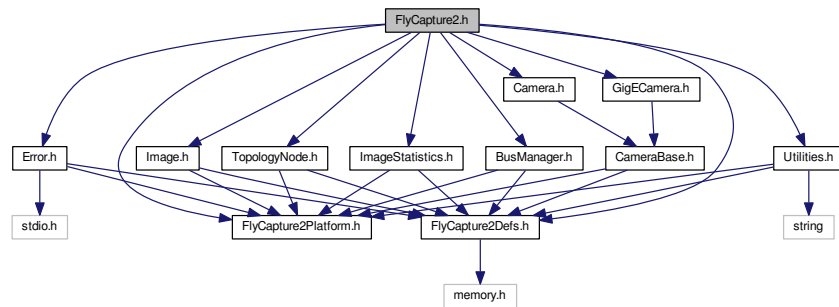 FlyCapture2.h
Camera.h
GigECamera.h
Error.h
Image.h
TopologyNode.h
ImageStatistics.h
BusManager.h
CameraBase.h
Utilities.h
stdio.h
FlyCapture2Platform.h
FlyCapture2Defs.h
string
memory.h